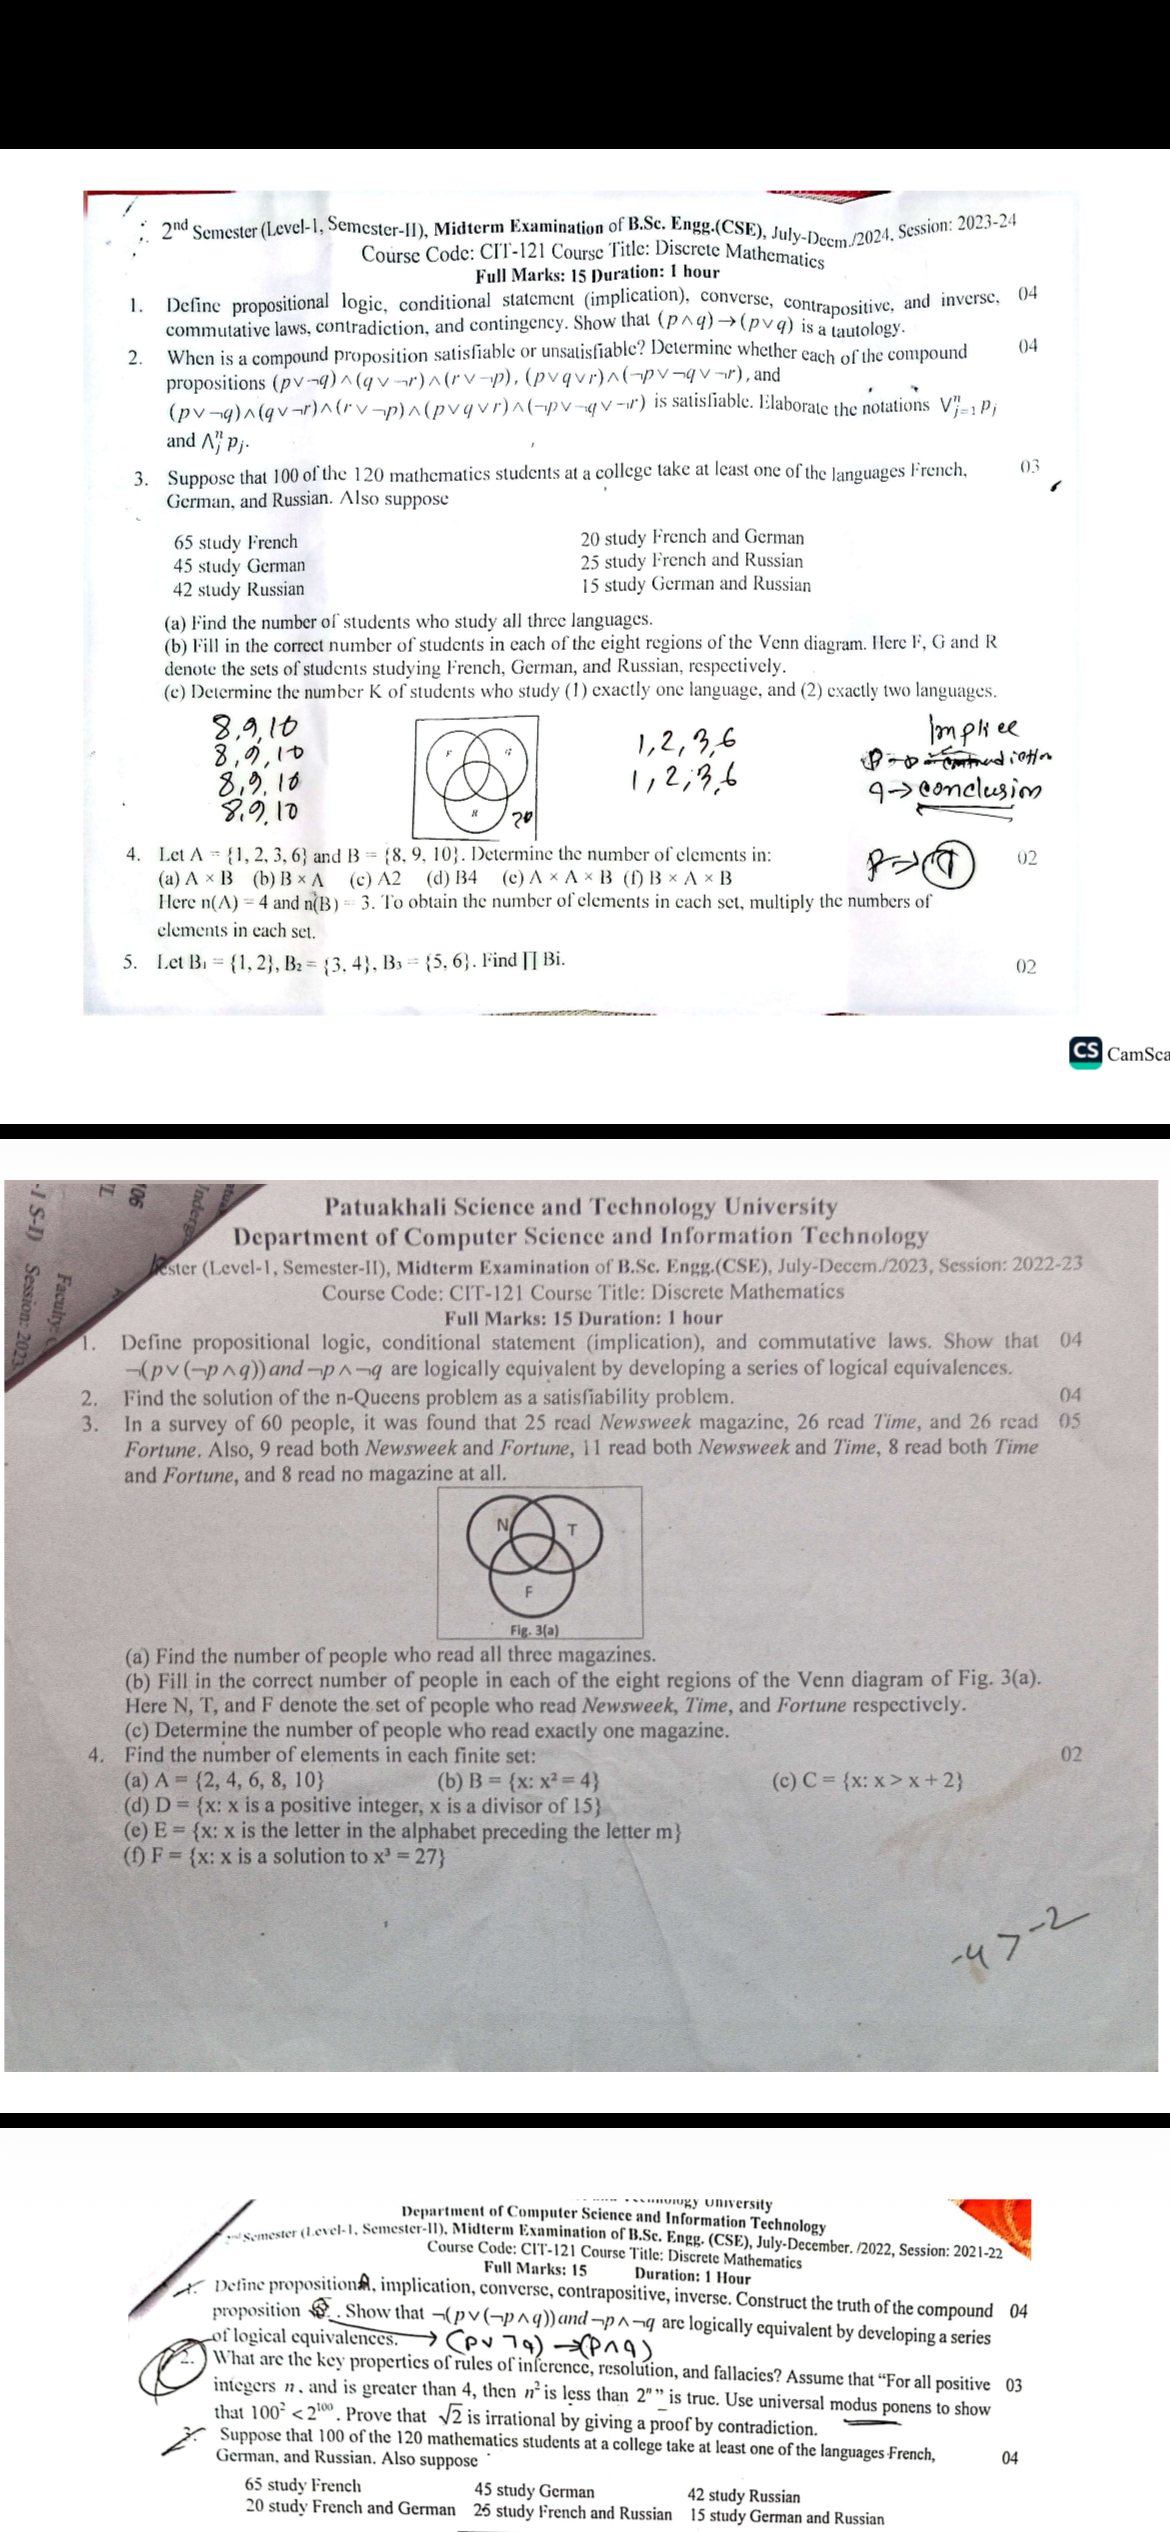 2nd Semester (Level-1, Semester-II), Midterm Examination of B.Sc. Engg.(CSE), July-Decm./2024, Session: 2023-24
Course Code: CIT-121 Course Title: Discrete Mathematics
Full Marks: 15 Duration: 1 hour
1. Define propositional logic, conditional statement (implication), converse, contrapositive, and inverse, 04
commutative laws, contradiction, and contingency. Show that (p∧q)→(p∨q) is a tautology.
2. When is a compound proposition satisfiable or unsatisfiable? Determine whether each of the compound 04
propositions (p∨¬q)∧(q∨¬r)∧(r∨¬p), (p∨q∨r)∧(¬p∨¬q∨¬r), and
(p∨¬q)∧(q∨¬r)∧(r∨¬p)∧(p∨q∨r)∧(¬p∨¬q∨¬r) is satisfiable. Elaborate the notations V^n_{j=1} p_j
and Λ^n_j p_j.
3. Suppose that 100 of the 120 mathematics students at a college take at least one of the languages French, 03
German, and Russian. Also suppose
65 study French 20 study French and German
45 study German 25 study French and Russian
42 study Russian 15 study German and Russian
(a) Find the number of students who study all three languages.
(b) Fill in the correct number of students in each of the eight regions of the Venn diagram. Here F, G and R
denote the sets of students studying French, German, and Russian, respectively.
(c) Determine the number K of students who study (1) exactly one language, and (2) exactly two languages.
8,9,10
8,9,10
8,9,10
8,9,10
F G
R
20
1,2,3,6
1,2,3,6
q→conclusion
p→T
4. Let A = {1, 2, 3, 6} and B = {8, 9, 10}. Determine the number of elements in: 02
(a) A × B (b) B × A (c) A2 (d) B4 (e) A × A × B (f) B × A × B
Here n(A) = 4 and n(B) = 3. To obtain the number of elements in each set, multiply the numbers of
elements in each set.
5. Let B₁ = {1, 2}, B₂ = {3, 4}, B₃ = {5, 6}. Find ∏ Bi. 02
CS CamSca
106
-1 S-I) Session: 2023
Faculty
Patuakhali Science and Technology University
Department of Computer Science and Information Technology
ester (Level-1, Semester-II), Midterm Examination of B.Sc. Engg.(CSE), July-Decem./2023, Session: 2022-23
Course Code: CIT-121 Course Title: Discrete Mathematics
Full Marks: 15 Duration: 1 hour
1. Define propositional logic, conditional statement (implication), and commutative laws. Show that 04
¬(p∨(¬p∧q)) and ¬p∧¬q are logically equivalent by developing a series of logical equivalences.
2. Find the solution of the n-Queens problem as a satisfiability problem. 04
3. In a survey of 60 people, it was found that 25 read Newsweek magazine, 26 read Time, and 26 read 05
Fortune. Also, 9 read both Newsweek and Fortune, 11 read both Newsweek and Time, 8 read both Time
and Fortune, and 8 read no magazine at all.
N T
F
Fig. 3(a)
(a) Find the number of people who read all three magazines.
(b) Fill in the correct number of people in each of the eight regions of the Venn diagram of Fig. 3(a).
Here N, T, and F denote the set of people who read Newsweek, Time, and Fortune respectively.
(c) Determine the number of people who read exactly one magazine.
4. Find the number of elements in each finite set: 02
(a) A = {2, 4, 6, 8, 10} (b) B = {x: x² = 4} (c) C = {x: x > x + 2}
(d) D = {x: x is a positive integer, x is a divisor of 15}
(e) E = {x: x is the letter in the alphabet preceding the letter m}
(f) F = {x: x is a solution to x³ = 27}
-4 > -2
University
Department of Computer Science and Information Technology
Semester (Level-1, Semester-II), Midterm Examination of B.Sc. Engg. (CSE), July-December. /2022, Session: 2021-22
Course Code: CIT-121 Course Title: Discrete Mathematics
Full Marks: 15 Duration: 1 Hour
1. Define proposition, implication, converse, contrapositive, inverse. Construct the truth of the compound 04
proposition . Show that ¬(p∨(¬p∧q)) and ¬p∧¬q are logically equivalent by developing a series
of logical equivalences. → (p∨¬q)→(p∧q)
2. What are the key properties of rules of inference, resolution, and fallacies? Assume that “For all positive 03
integers n, and is greater than 4, then n² is less than 2ⁿ” is true. Use universal modus ponens to show
that 100² < 2¹⁰⁰. Prove that √2 is irrational by giving a proof by contradiction.
3. Suppose that 100 of the 120 mathematics students at a college take at least one of the languages French, 04
German, and Russian. Also suppose
65 study French 45 study German 42 study Russian
20 study French and German 25 study French and Russian 15 study German and Russian